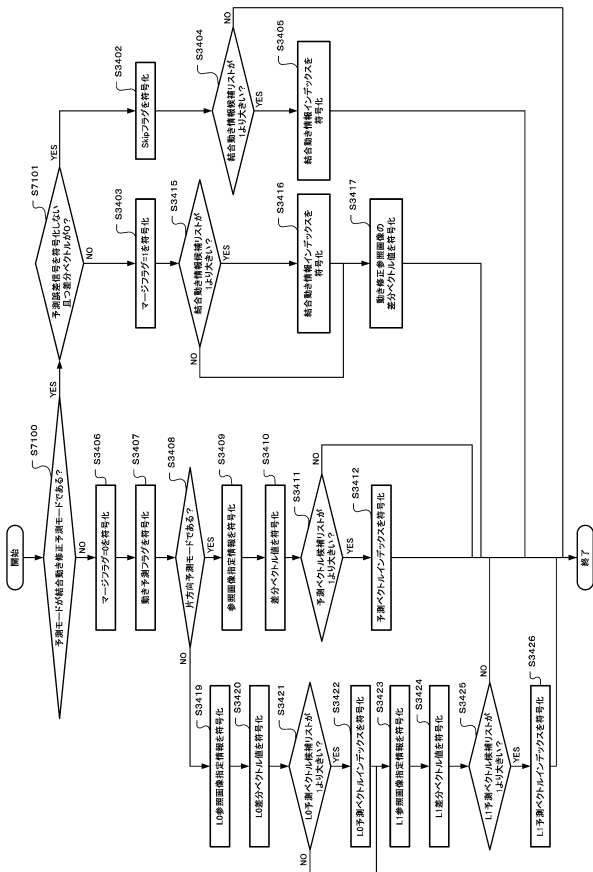 開始
S7100
予測モードが結合動き修正予測モードである?
YES
NO
S7101
予測誤差信号を符号化しない
且つ差分ベクトルが0?
YES
NO
S3402
Skipフラグを符号化
S3404
結合動き情報候補リストが
1より大きい?
NO
YES
S3405
結合動き情報インデックスを
符号化
S3403
マージフラグ=1を符号化
S3415
結合動き情報候補リストが
1より大きい?
NO
YES
S3416
結合動き情報インデックスを
符号化
S3417
動き修正参照画像の
差分ベクトル値を符号化
S3406
マージフラグ=0を符号化
S3407
動き予測フラグを符号化
S3408
片方向予測モードである?
NO
YES
S3409
参照画像指定情報を符号化
S3410
差分ベクトル値を符号化
S3411
予測ベクトル候補リストが
1より大きい?
NO
YES
S3412
予測ベクトルインデックスを符号化
S3419
L0参照画像指定情報を符号化
S3420
L0差分ベクトル値を符号化
S3421
L0予測ベクトル候補リストが
1より大きい?
NO
YES
S3422
L0予測ベクトルインデックスを符号化
S3423
L1参照画像指定情報を符号化
S3424
L1差分ベクトル値を符号化
S3425
L1予測ベクトル候補リストが
1より大きい?
NO
YES
S3426
L1予測ベクトルインデックスを符号化
終了